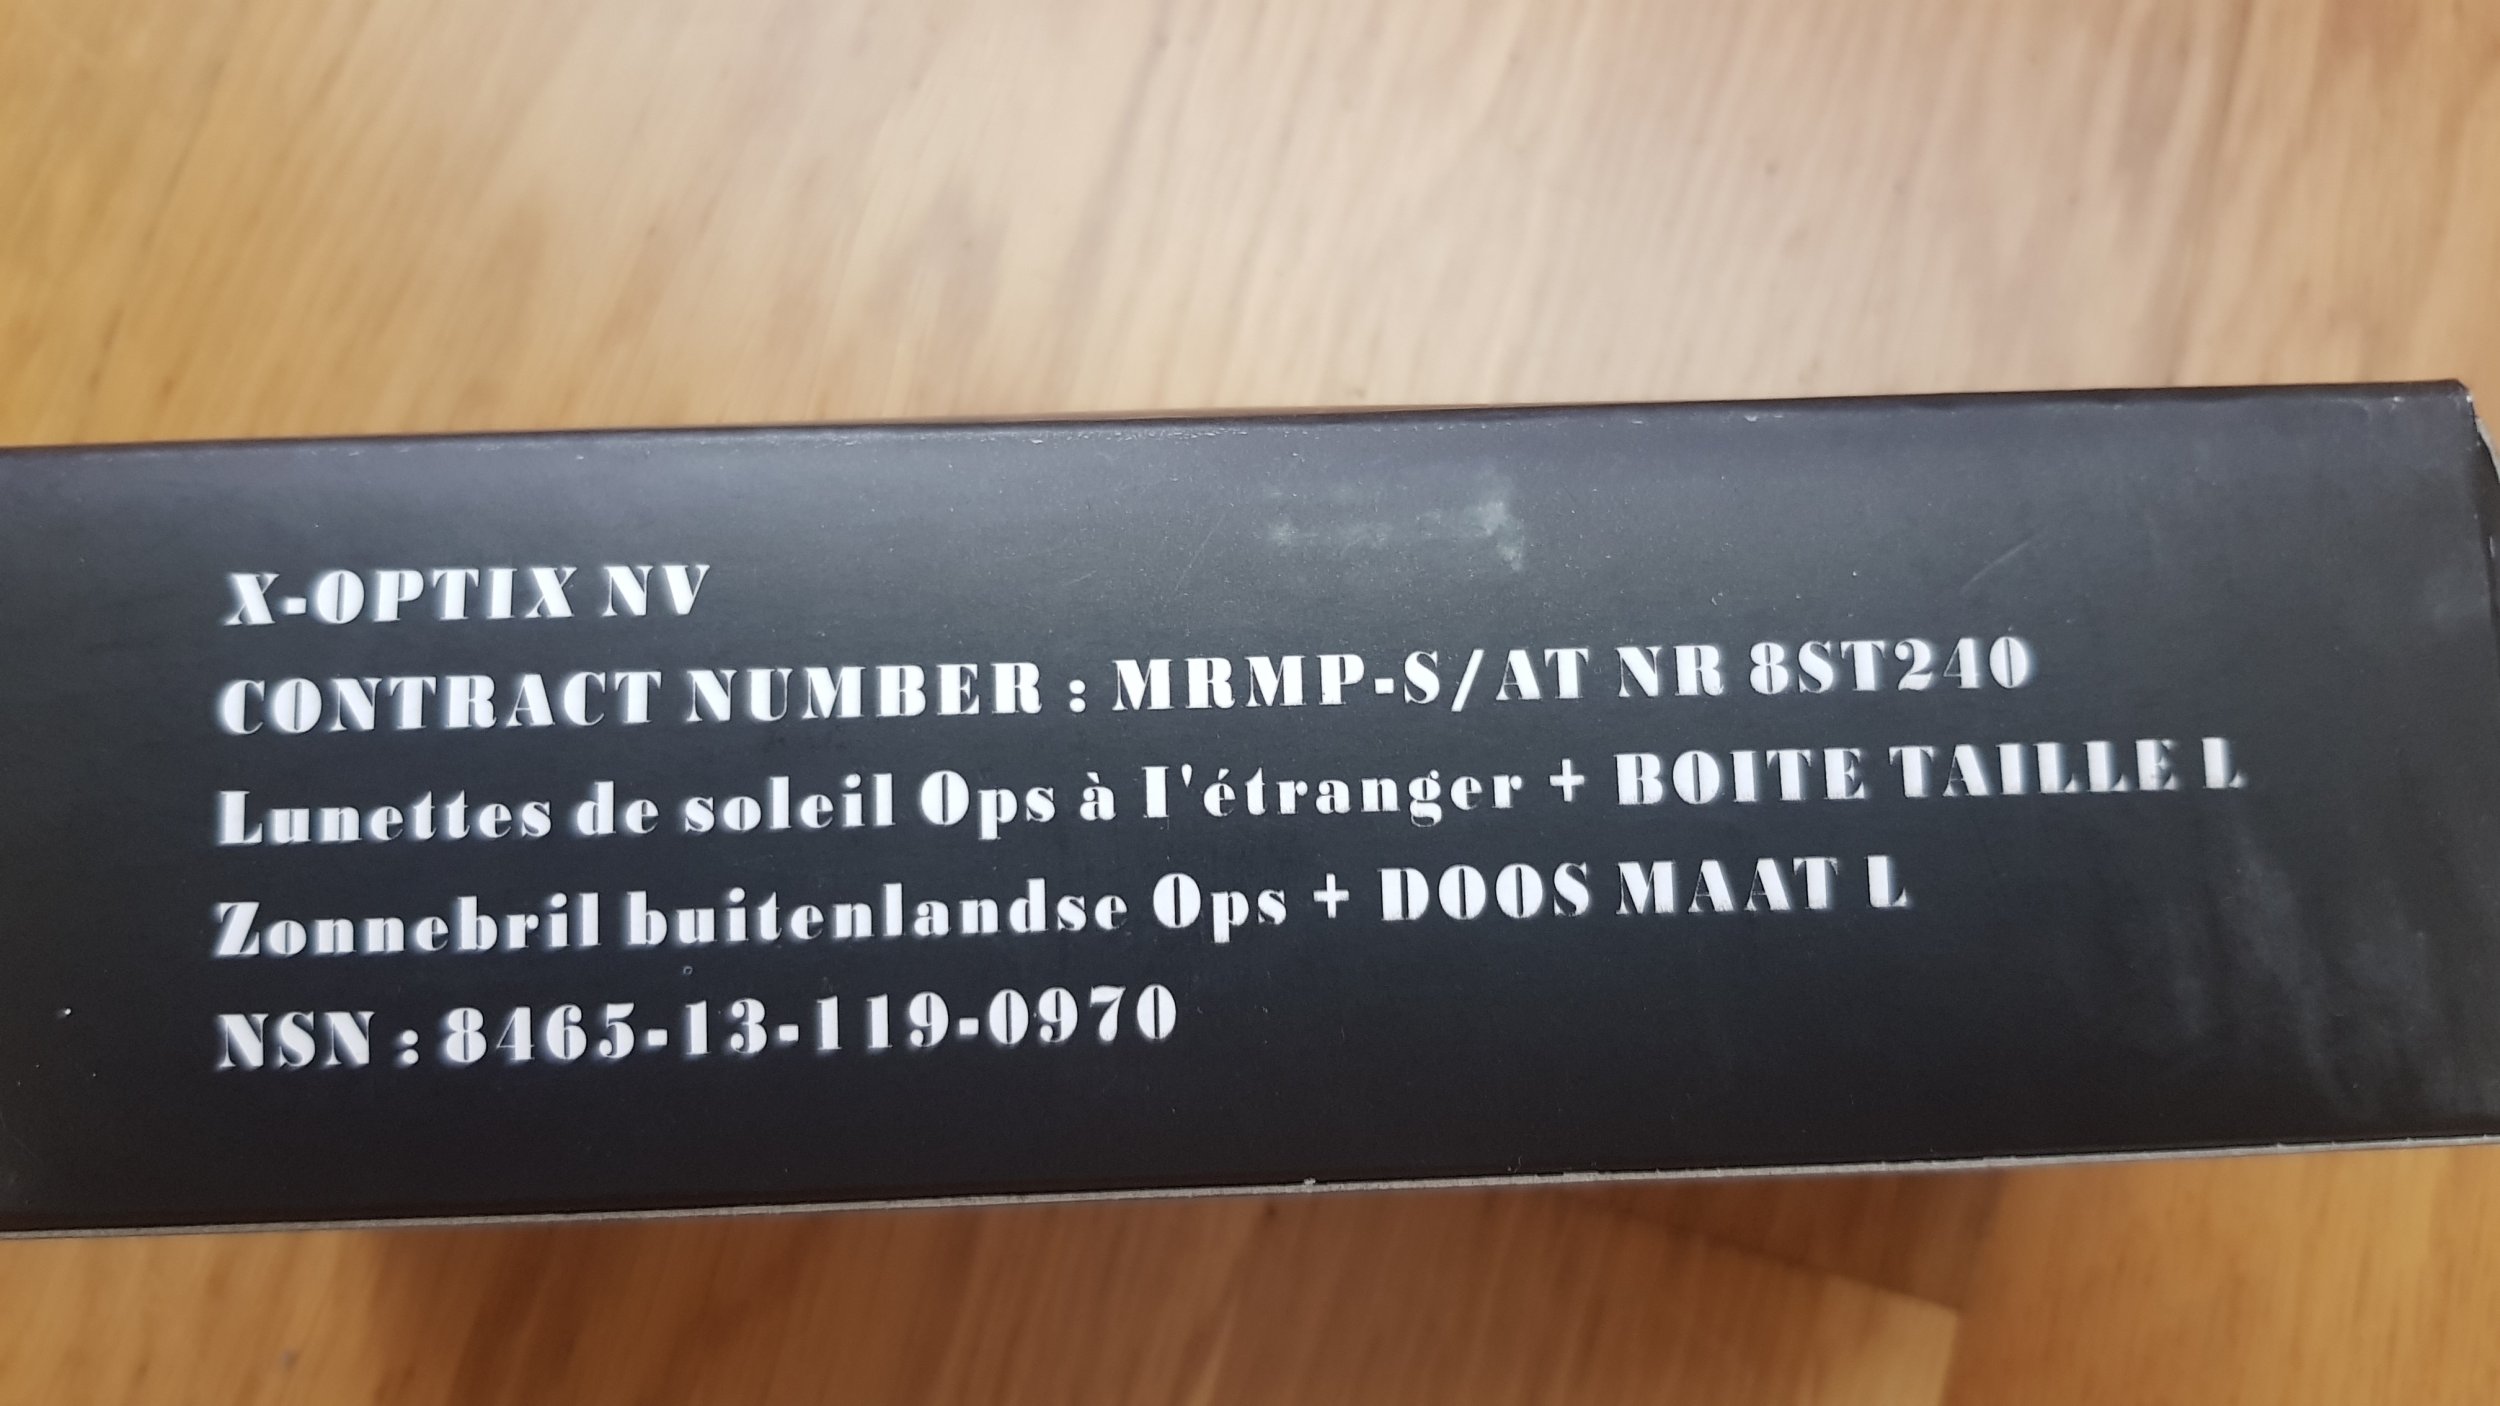 X-OPTIX NV
CONTRACT NUMBER : MRMP-S/AT NR 8ST240
Lunettes de soleil Ops à l'étranger + BOITE TAILLE L
Zonnebril buitenlandse Ops + DOOS MAAT L
NSN : 8465-13-119-0970